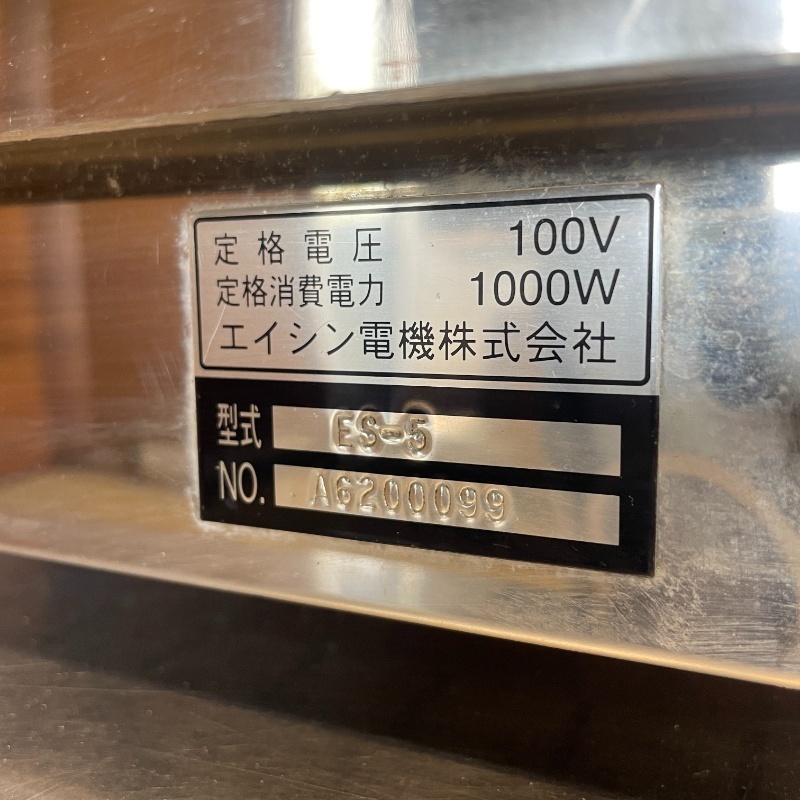 定格電圧 100V
定格消費電力 1000W
エイシン電機株式会社
型式 ES-5
NO. A6200099